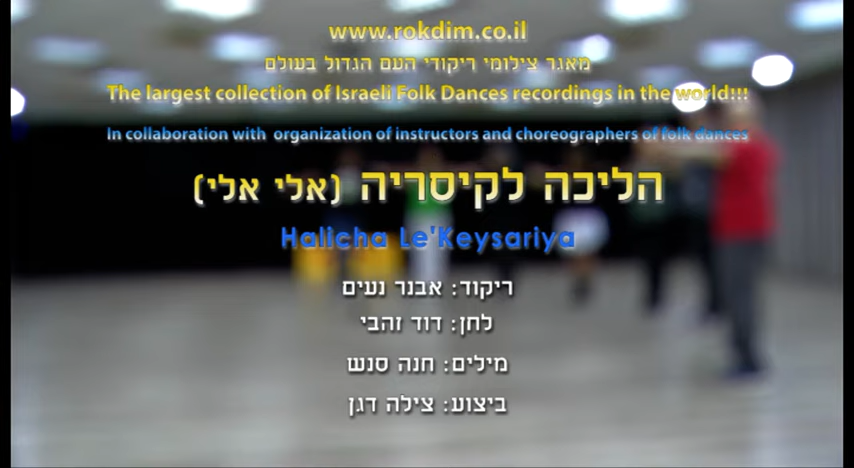 www.rokdim.co.il
מאגר צילומי ריקודי העם הגדול בעולם
The largest collection of Israeli Folk Dances recordings in the world!!!
In collaboration with organization of instructors and choreographers of folk dances
הליכה לקיסריה (אלי אלי)
Halicha Le'Keysariya
ריקוד: אבנר נעים
לחן: דוד זהבי
מילים: חנה סנש
ביצוע: צילה דגן